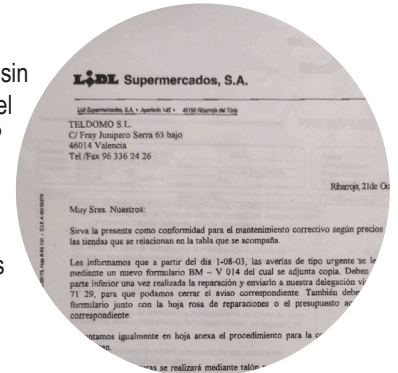 sin
el
s
LIDL Supermercados, S.A.
Lidl Supermercados, S.A. • Apartado 145 • 46190 Ribarroja del Túria
TELDOMO S.L.
C/ Fray Junipero Serra 63 bajo
46014 Valencia
Tel./Fax 96 336 24 26
Ribarroja, 21de Oc
Muy Sres. Nuestros:
Sirva la presente como conformidad para el mantenimiento correctivo según precios
las tiendas que se relacionan en la tabla que se acompaña.
Les informamos que a partir del dia 1-08-03, las averías de tipo urgente se le
mediante un nuevo formulario BM – V 014 del cual se adjunta copia. Deben
parte inferior una vez realizada la reparación y enviarlo a nuestra delegación ví
71 29, para que podamos cerrar el aviso correspondiente. También debe
formulario junto con la hoja rosa de reparaciones o el presupuesto
correspondiente.
igualmente en hoja anexa el procedimiento para la
se realizará mediante talón